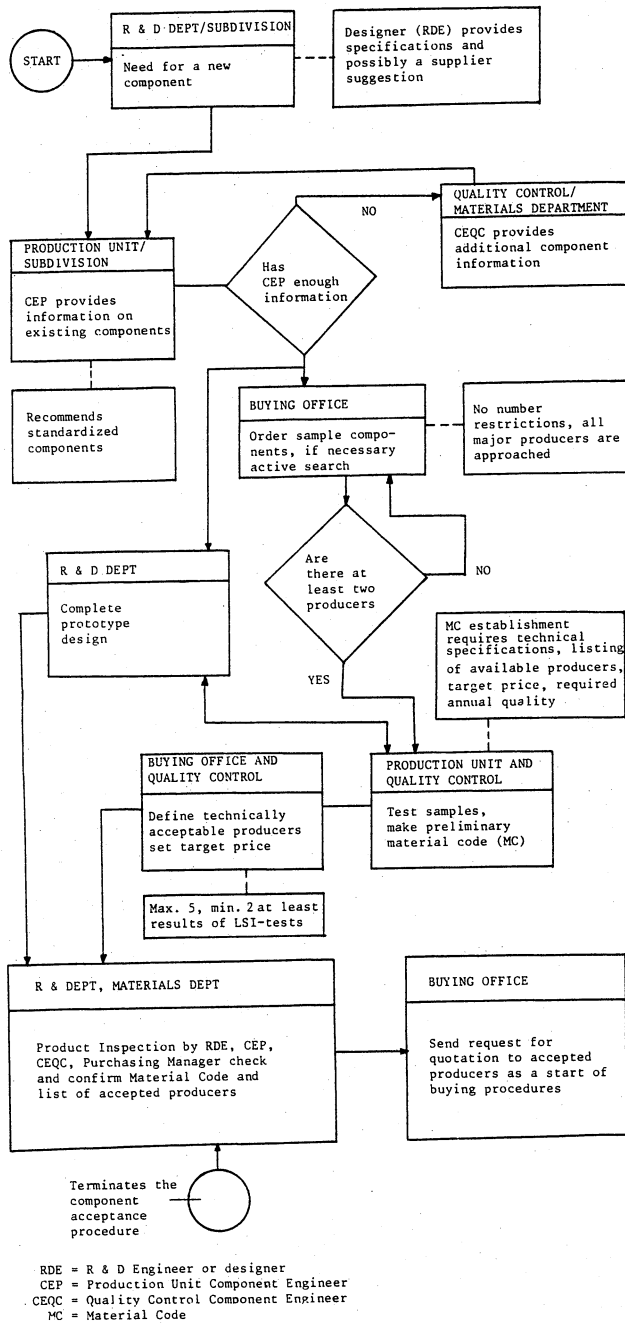 R & D DEPT/SUBDIVISION
START
Need for a new
component
Designer (RDE) provides
specifications and
possibly a supplier
suggestion
NO
QUALITY CONTROL/
MATERIALS DEPARTMENT
CEQC provides
additional component
information
PRODUCTION UNIT/
SUBDIVISION
CEP provides
information on
existing components
Has
CEP enough
information
Recommends
standardized
components
BUYING OFFICE
Order sample compo-
nents, if necessary
active search
No number
restrictions, all
major producers are
approached
R & D DEPT
Complete
prototype
design
Are
there at
least two
producers
NO
YES
MC establishment
requires technical
specifications, listing
of available producers,
target price, required
annual quality
BUYING OFFICE AND
QUALITY CONTROL
Define technically
acceptable producers
set target price
PRODUCTION UNIT AND
QUALITY CONTROL
Test samples,
make preliminary
material code (MC)
Max. 5, min. 2 at least
results of LSI-tests
R & DEPT, MATERIALS DEPT
Product Inspection by RDE, CEP,
CEQC, Purchasing Manager check
and confirm Material Code and
list of accepted producers
BUYING OFFICE
Send request for
quotation to accepted
producers as a start of
buying procedures
Terminates the
component
acceptance
procedure
RDE = R & D Engineer or designer
CEP = Production Unit Component Engineer
CEQC = Quality Control Component Engineer
MC = Material Code